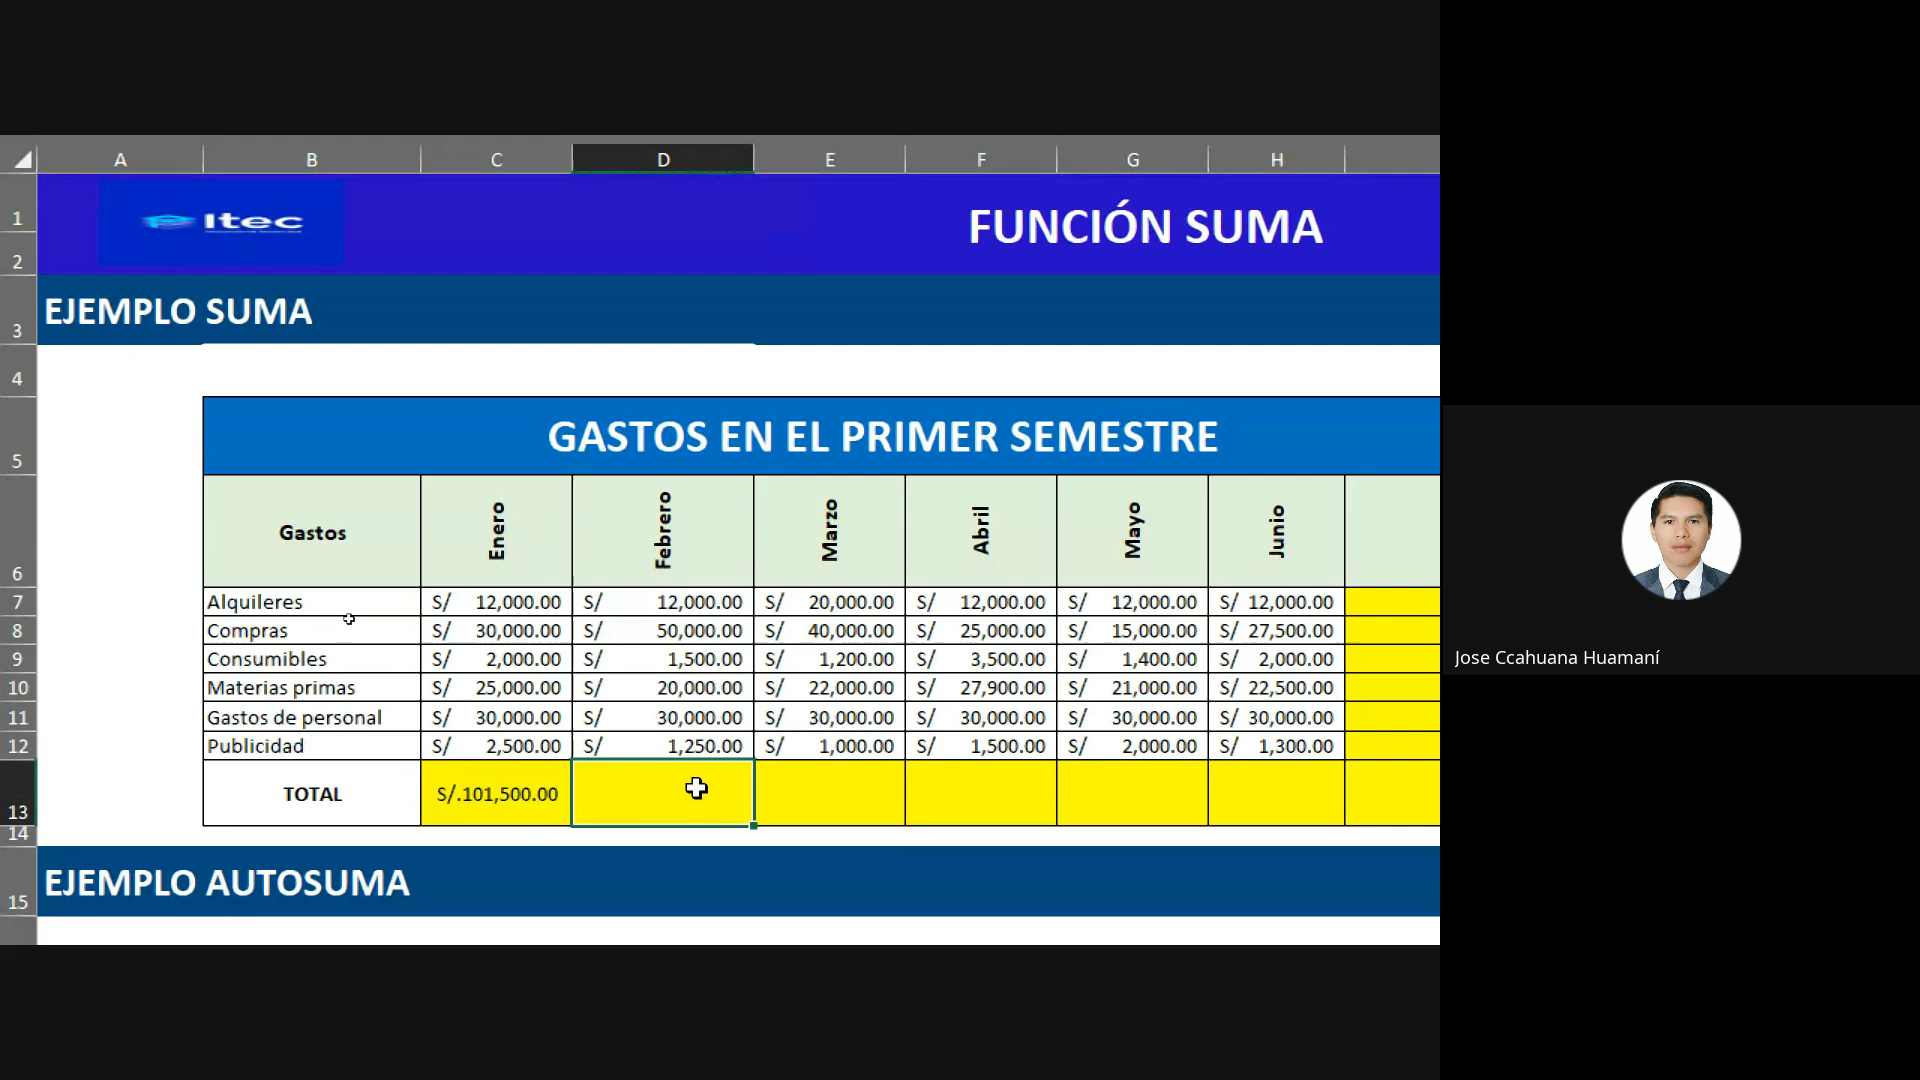 A B C D E F G H
1 Itec FUNCIÓN SUMA
2
3 EJEMPLO SUMA
4
5 GASTOS EN EL PRIMER SEMESTRE
6 Gastos Enero Febrero Marzo Abril Mayo Junio
7 Alquileres S/ 12,000.00 S/ 12,000.00 S/ 20,000.00 S/ 12,000.00 S/ 12,000.00 S/ 12,000.00
8 Compras S/ 30,000.00 S/ 50,000.00 S/ 40,000.00 S/ 25,000.00 S/ 15,000.00 S/ 27,500.00
9 Consumibles S/ 2,000.00 S/ 1,500.00 S/ 1,200.00 S/ 3,500.00 S/ 1,400.00 S/ 2,000.00
10 Materias primas S/ 25,000.00 S/ 20,000.00 S/ 22,000.00 S/ 27,900.00 S/ 21,000.00 S/ 22,500.00
11 Gastos de personal S/ 30,000.00 S/ 30,000.00 S/ 30,000.00 S/ 30,000.00 S/ 30,000.00 S/ 30,000.00
12 Publicidad S/ 2,500.00 S/ 1,250.00 S/ 1,000.00 S/ 1,500.00 S/ 2,000.00 S/ 1,300.00
13 TOTAL S/.101,500.00
14
15 EJEMPLO AUTOSUMA
Jose Ccahuana Huamaní